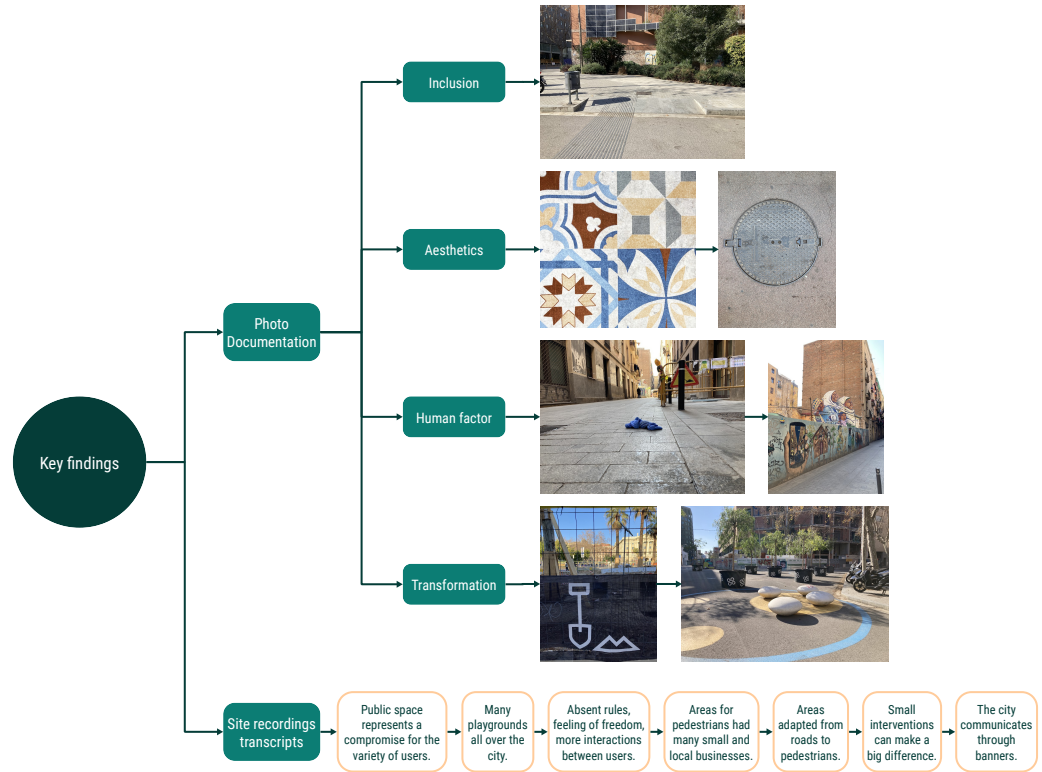 Inclusion
Aesthetics
Photo
Documentation
Human factor
Key findings
Transformation
Site recordings
transcripts
Public space
represents a
compromise for the
variety of users.
Many
playgrounds
all over the
city.
Absent rules,
feeling of freedom,
more interactions
between users.
Areas for
pedestrians had
many small and
local businesses.
Areas
adapted from
roads to
pedestrians.
Small
interventions
can make a
big difference.
The city
communicates
through
banners.